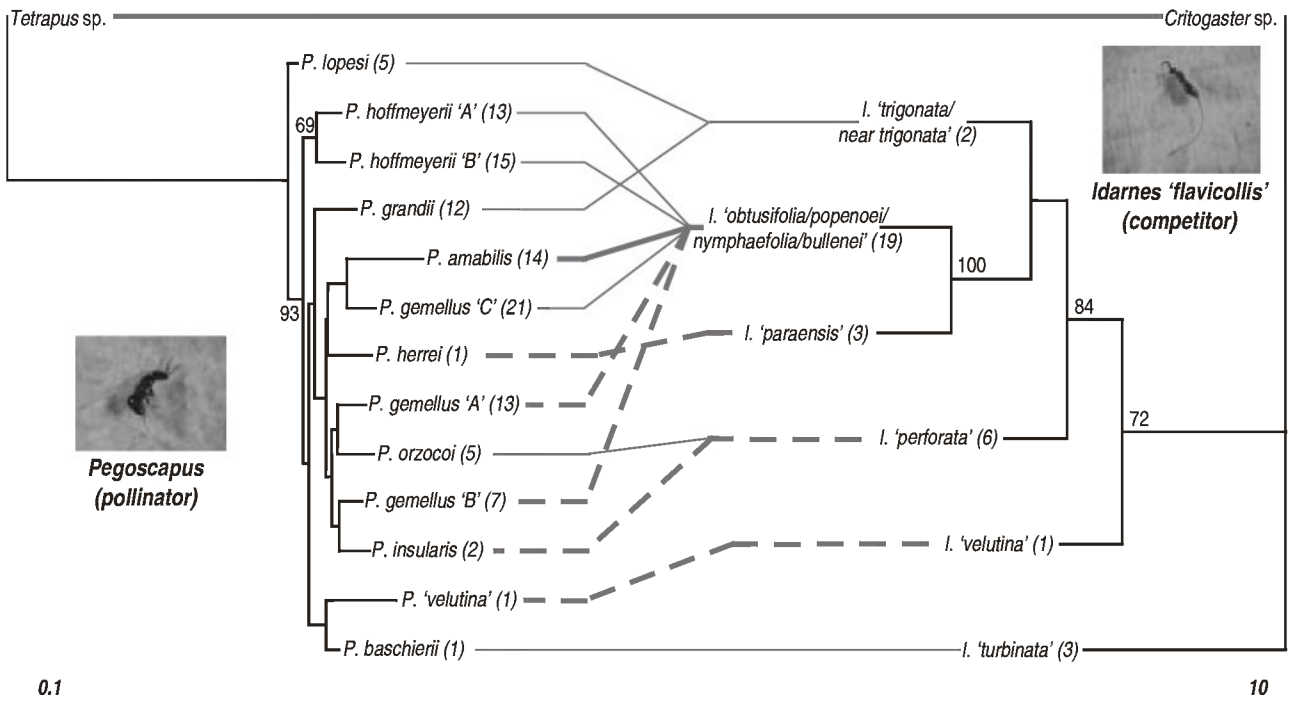 Tetrapus sp.
Critogaster sp.
P. lopesi (5)
P. hoffmeyerii ‘A’ (13)
69
P. hoffmeyerii ‘B’ (15)
P. grandii (12)
P. amabilis (14)
P. gemellus ‘C’ (21)
93
P. herrei (1)
P. gemellus ‘A’ (13)
P. orzocoi (5)
P. gemellus ‘B’ (7)
P. insularis (2)
P. ‘velutina’ (1)
P. baschierii (1)
Pegoscapus
(pollinator)
I. ‘trigonata/
near trigonata’ (2)
I. ‘obtusifolia/popenoei/
nymphaefolia/bullenei’ (19)
100
I. ‘paraensis’ (3)
84
I. ‘perforata’ (6)
72
I. ‘velutina’ (1)
I. ‘turbinata’ (3)
Idarnes ‘flavicollis’
(competitor)
0.1
10